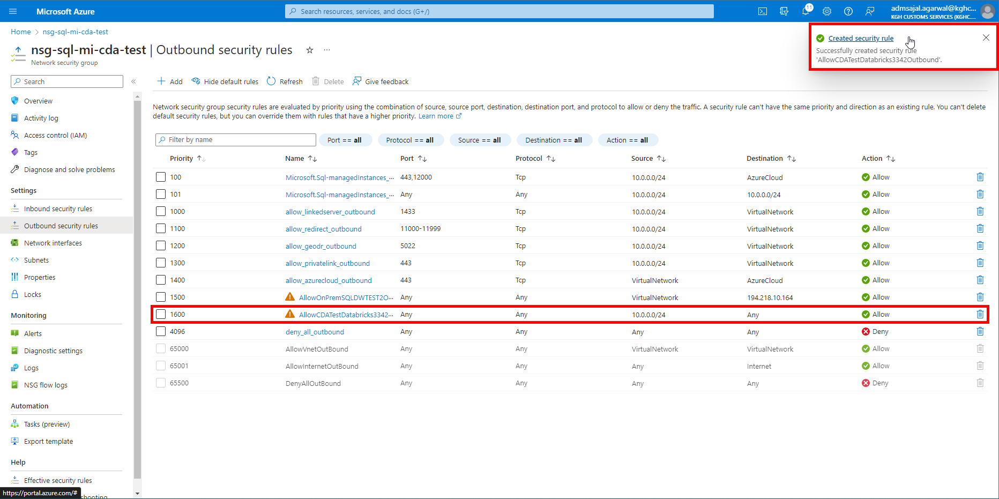 Microsoft Azure
Search resources, services, and docs (G+/)
11
admsajal.agarwal@kghc...
KGH CUSTOMS SERVICES (KGHC....
Home > nsg-sql-mi-cda-test
nsg-sql-mi-cda-test | Outbound security rules
Network security group
Created security rule
Successfully created security rule
'AllowCDATestDatabricks3342Outbound'.
Search
Overview
Activity log
Access control (IAM)
Tags
Diagnose and solve problems
Settings
Inbound security rules
Outbound security rules
Network interfaces
Subnets
Properties
Locks
Monitoring
Alerts
Diagnostic settings
Logs
NSG flow logs
Automation
Tasks (preview)
Export template
Help
Effective security rules
https://portal.azure.com/#
shooting
Add Hide default rules Refresh Delete Give feedback
Network security group security rules are evaluated by priority using the combination of source, source port, destination, destination port, and protocol to allow or deny the traffic. A security rule can't have the same priority and direction as an existing rule. You can't delete
default security rules, but you can override them with rules that have a higher priority. Learn more
Filter by name Port == all Protocol == all Source == all Destination == all Action == all
Priority Name Port Protocol Source Destination Action
100 Microsoft.Sql-managedInstances_... 443,12000 Tcp 10.0.0.0/24 AzureCloud Allow
101 Microsoft.Sql-managedInstances_... Any Any 10.0.0.0/24 10.0.0.0/24 Allow
1000 allow_linkedserver_outbound 1433 Tcp 10.0.0.0/24 VirtualNetwork Allow
1100 allow_redirect_outbound 11000-11999 Tcp 10.0.0.0/24 VirtualNetwork Allow
1200 allow_geodr_outbound 5022 Tcp 10.0.0.0/24 VirtualNetwork Allow
1300 allow_privatelink_outbound 443 Tcp 10.0.0.0/24 VirtualNetwork Allow
1400 allow_azurecloud_outbound 443 Tcp VirtualNetwork AzureCloud Allow
1500 AllowOnPremSQLDWTEST2O... Any Any VirtualNetwork 194.218.10.164 Allow
1600 AllowCDATestDatabricks3342... Any Any 10.0.0.0/24 Any Allow
4096 deny_all_outbound Any Any Any Any Deny
65000 AllowVnetOutBound Any Any VirtualNetwork VirtualNetwork Allow
65001 AllowInternetOutBound Any Any Any Internet Allow
65500 DenyAllOutBound Any Any Any Any Deny